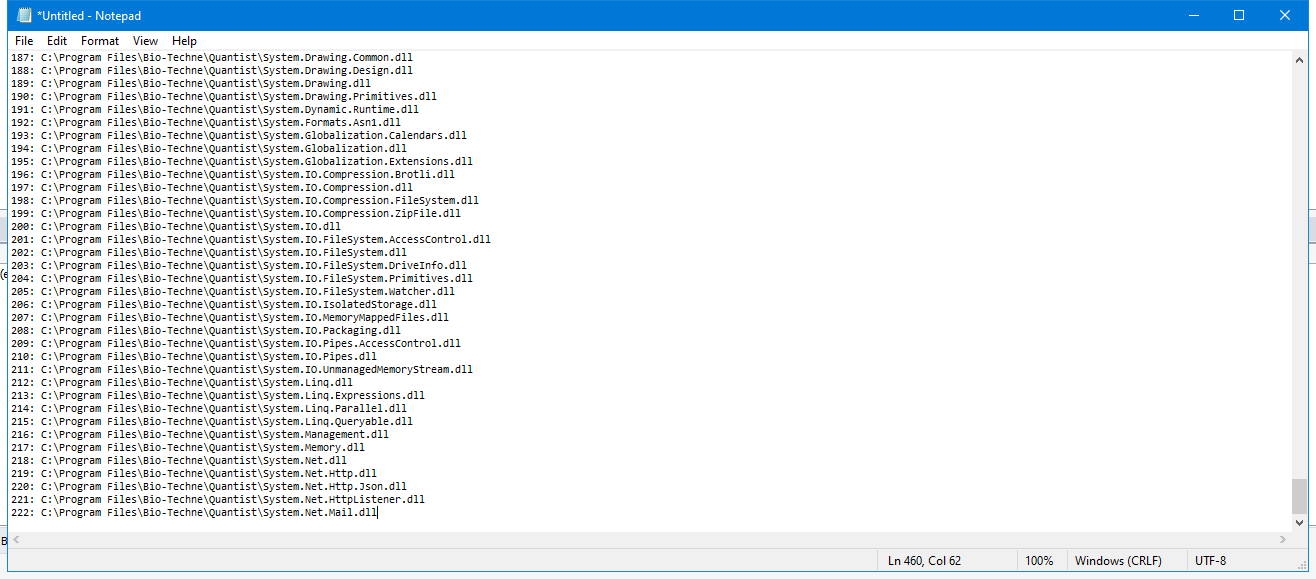 *Untitled - Notepad
File Edit Format View Help
187: C:\Program Files\Bio-Techne\Quantist\System.Drawing.Common.dll
188: C:\Program Files\Bio-Techne\Quantist\System.Drawing.Design.dll
189: C:\Program Files\Bio-Techne\Quantist\System.Drawing.dll
190: C:\Program Files\Bio-Techne\Quantist\System.Drawing.Primitives.dll
191: C:\Program Files\Bio-Techne\Quantist\System.Dynamic.Runtime.dll
192: C:\Program Files\Bio-Techne\Quantist\System.Formats.Asn1.dll
193: C:\Program Files\Bio-Techne\Quantist\System.Globalization.Calendars.dll
194: C:\Program Files\Bio-Techne\Quantist\System.Globalization.dll
195: C:\Program Files\Bio-Techne\Quantist\System.Globalization.Extensions.dll
196: C:\Program Files\Bio-Techne\Quantist\System.IO.Compression.Brotli.dll
197: C:\Program Files\Bio-Techne\Quantist\System.IO.Compression.dll
198: C:\Program Files\Bio-Techne\Quantist\System.IO.Compression.FileSystem.dll
199: C:\Program Files\Bio-Techne\Quantist\System.IO.Compression.ZipFile.dll
200: C:\Program Files\Bio-Techne\Quantist\System.IO.dll
201: C:\Program Files\Bio-Techne\Quantist\System.IO.FileSystem.AccessControl.dll
202: C:\Program Files\Bio-Techne\Quantist\System.IO.FileSystem.dll
203: C:\Program Files\Bio-Techne\Quantist\System.IO.FileSystem.DriveInfo.dll
204: C:\Program Files\Bio-Techne\Quantist\System.IO.FileSystem.Primitives.dll
205: C:\Program Files\Bio-Techne\Quantist\System.IO.FileSystem.Watcher.dll
206: C:\Program Files\Bio-Techne\Quantist\System.IO.IsolatedStorage.dll
207: C:\Program Files\Bio-Techne\Quantist\System.IO.MemoryMappedFiles.dll
208: C:\Program Files\Bio-Techne\Quantist\System.IO.Packaging.dll
209: C:\Program Files\Bio-Techne\Quantist\System.IO.Pipes.AccessControl.dll
210: C:\Program Files\Bio-Techne\Quantist\System.IO.Pipes.dll
211: C:\Program Files\Bio-Techne\Quantist\System.IO.UnmanagedMemoryStream.dll
212: C:\Program Files\Bio-Techne\Quantist\System.Linq.dll
213: C:\Program Files\Bio-Techne\Quantist\System.Linq.Expressions.dll
214: C:\Program Files\Bio-Techne\Quantist\System.Linq.Parallel.dll
215: C:\Program Files\Bio-Techne\Quantist\System.Linq.Queryable.dll
216: C:\Program Files\Bio-Techne\Quantist\System.Management.dll
217: C:\Program Files\Bio-Techne\Quantist\System.Memory.dll
218: C:\Program Files\Bio-Techne\Quantist\System.Net.dll
219: C:\Program Files\Bio-Techne\Quantist\System.Net.Http.dll
220: C:\Program Files\Bio-Techne\Quantist\System.Net.Http.Json.dll
221: C:\Program Files\Bio-Techne\Quantist\System.Net.HttpListener.dll
222: C:\Program Files\Bio-Techne\Quantist\System.Net.Mail.dll
Ln 460, Col 62 100% Windows (CRLF) UTF-8